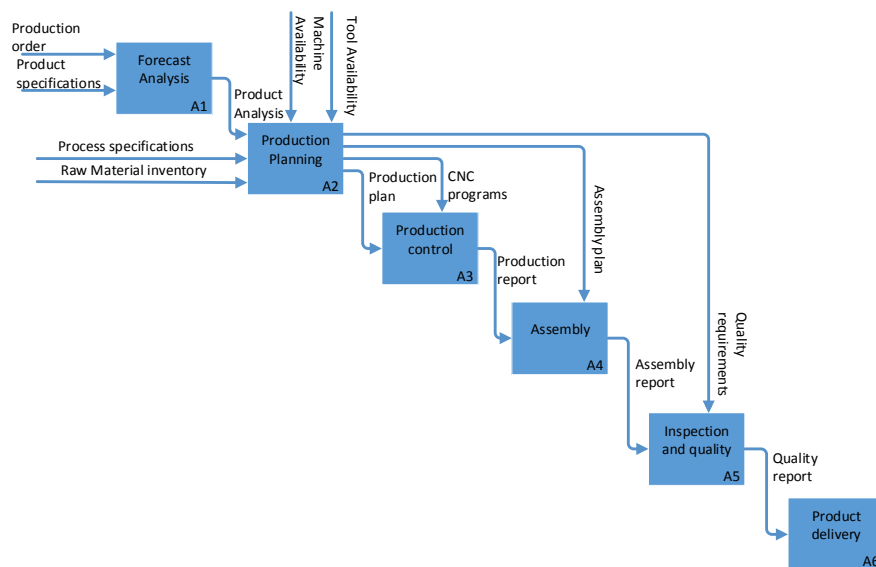 Production
order
Product
specifications
Forecast
Analysis
A1
Product
Analysis
Machine
Availability
Tool Availability
Process specifications
Raw Material inventory
Production
Planning
A2
Production
plan
CNC
programs
Production
control
A3
Production
report
Assembly plan
Assembly
A4
Assembly
report
Quality
requirements
Inspection
and quality
A5
Quality
report
Product
delivery
A6